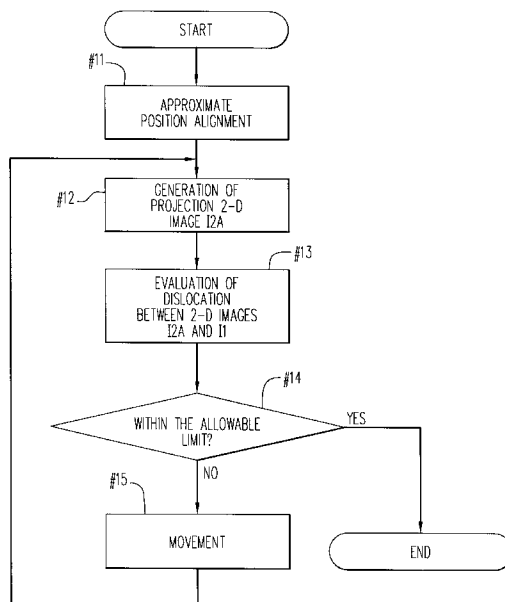 START
#11
APPROXIMATE
POSITION ALIGNMENT
#12
GENERATION OF
PROJECTION 2-D
IMAGE I2A
#13
EVALUATION OF
DISLOCATION
BETWEEN 2-D IMAGES
I2A AND I1
#14
WITHIN THE ALLOWABLE
LIMIT?
YES
NO
#15
MOVEMENT
END